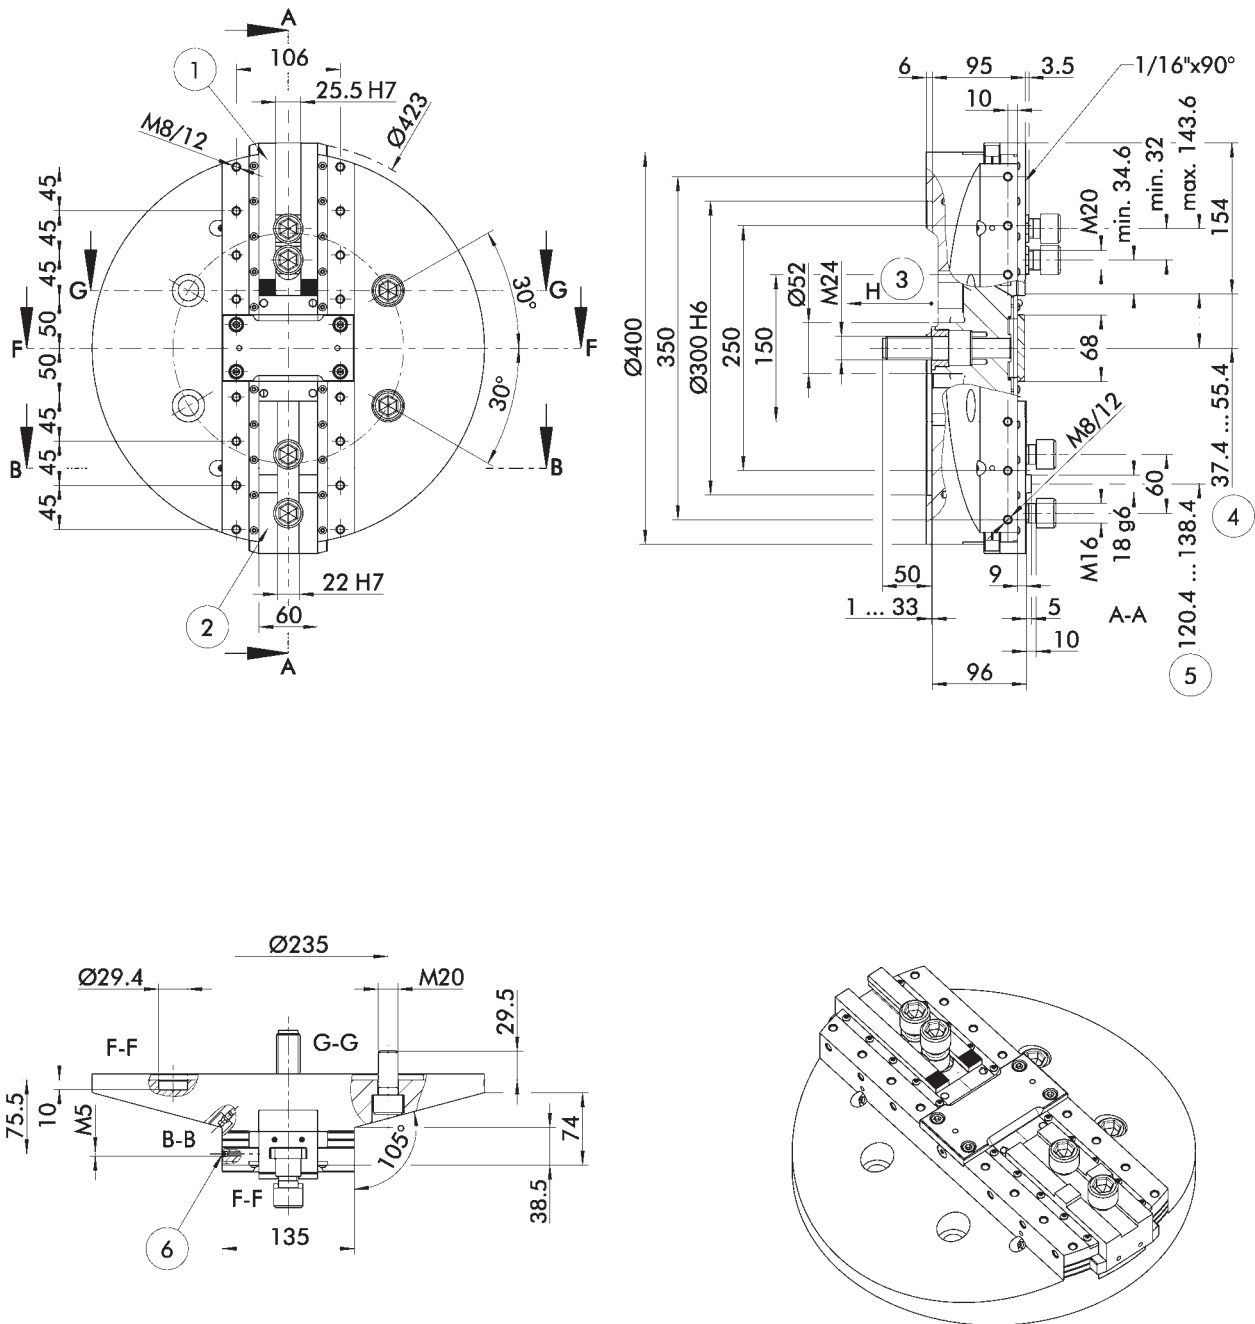 A
106
1
25.5 H7
M8/12
Ø423
45
45
45
50
50
45
45
45
G
G
F
F
B
B
30°
30°
22 H7
2
60
A
6
95
3.5
1/16"x90°
10
M20
min. 34.6
min. 32
max. 143.6
154
3
H
Ø52
M24
Ø400
350
Ø300 H6
250
150
68
M8/12
37.4 ... 55.4
60
4
50
9
M16
18 g6
120.4 ... 138.4
1 ... 33
5
A-A
10
96
5
Ø235
Ø29.4
M20
29.5
F-F
G-G
75.5
10
M5
B-B
105°
74
38.5
F-F
6
135